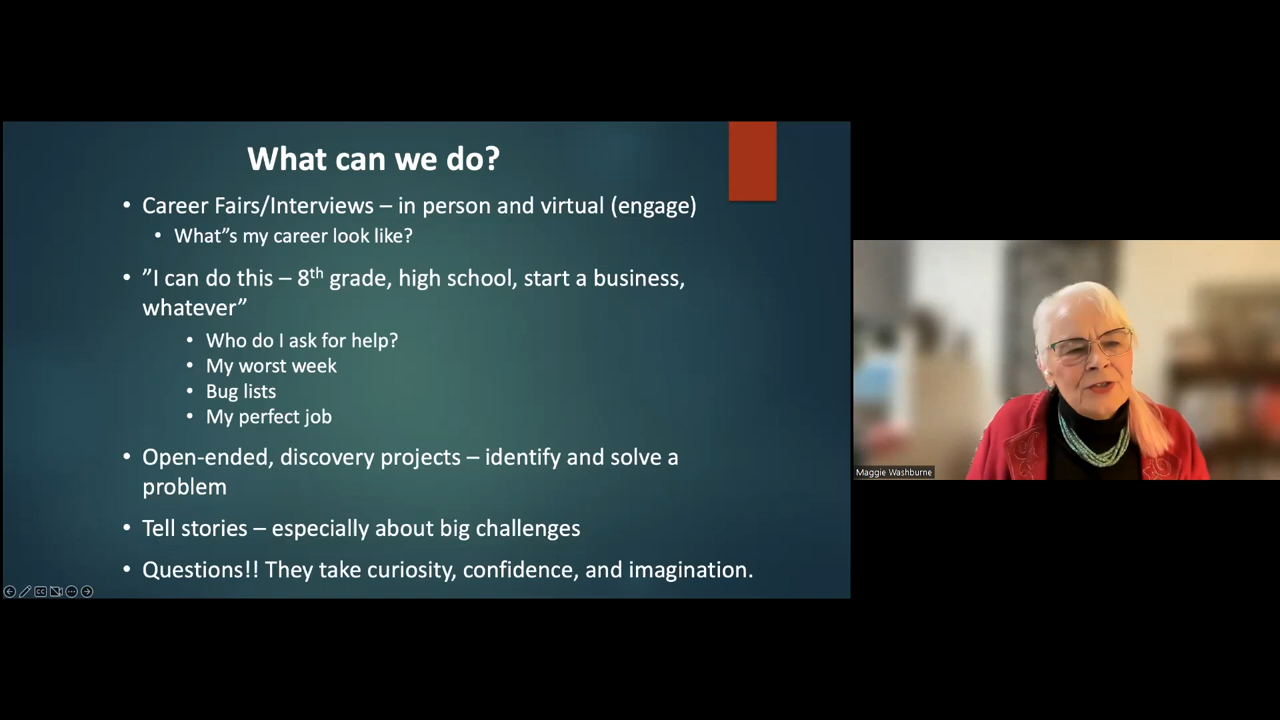 What can we do?
• Career Fairs/Interviews – in person and virtual (engage)
• What”s my career look like?
• ”I can do this – 8th grade, high school, start a business,
whatever”
• Who do I ask for help?
• My worst week
• Bug lists
• My perfect job
• Open-ended, discovery projects – identify and solve a
problem
• Tell stories – especially about big challenges
• Questions!! They take curiosity, confidence, and imagination.
CC
Maggie Washburne